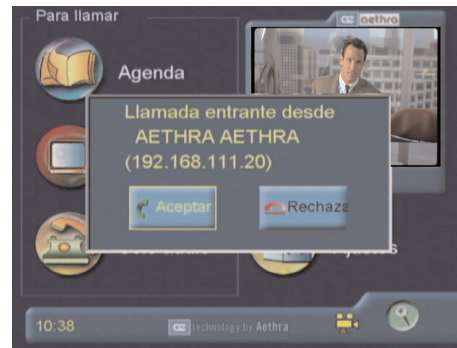 Para llamar
aethra
Agenda
Llamada entrante desde
AETHRA AETHRA
(192.168.111.20)
Aceptar
Rechaza
10:38
technology by Aethra